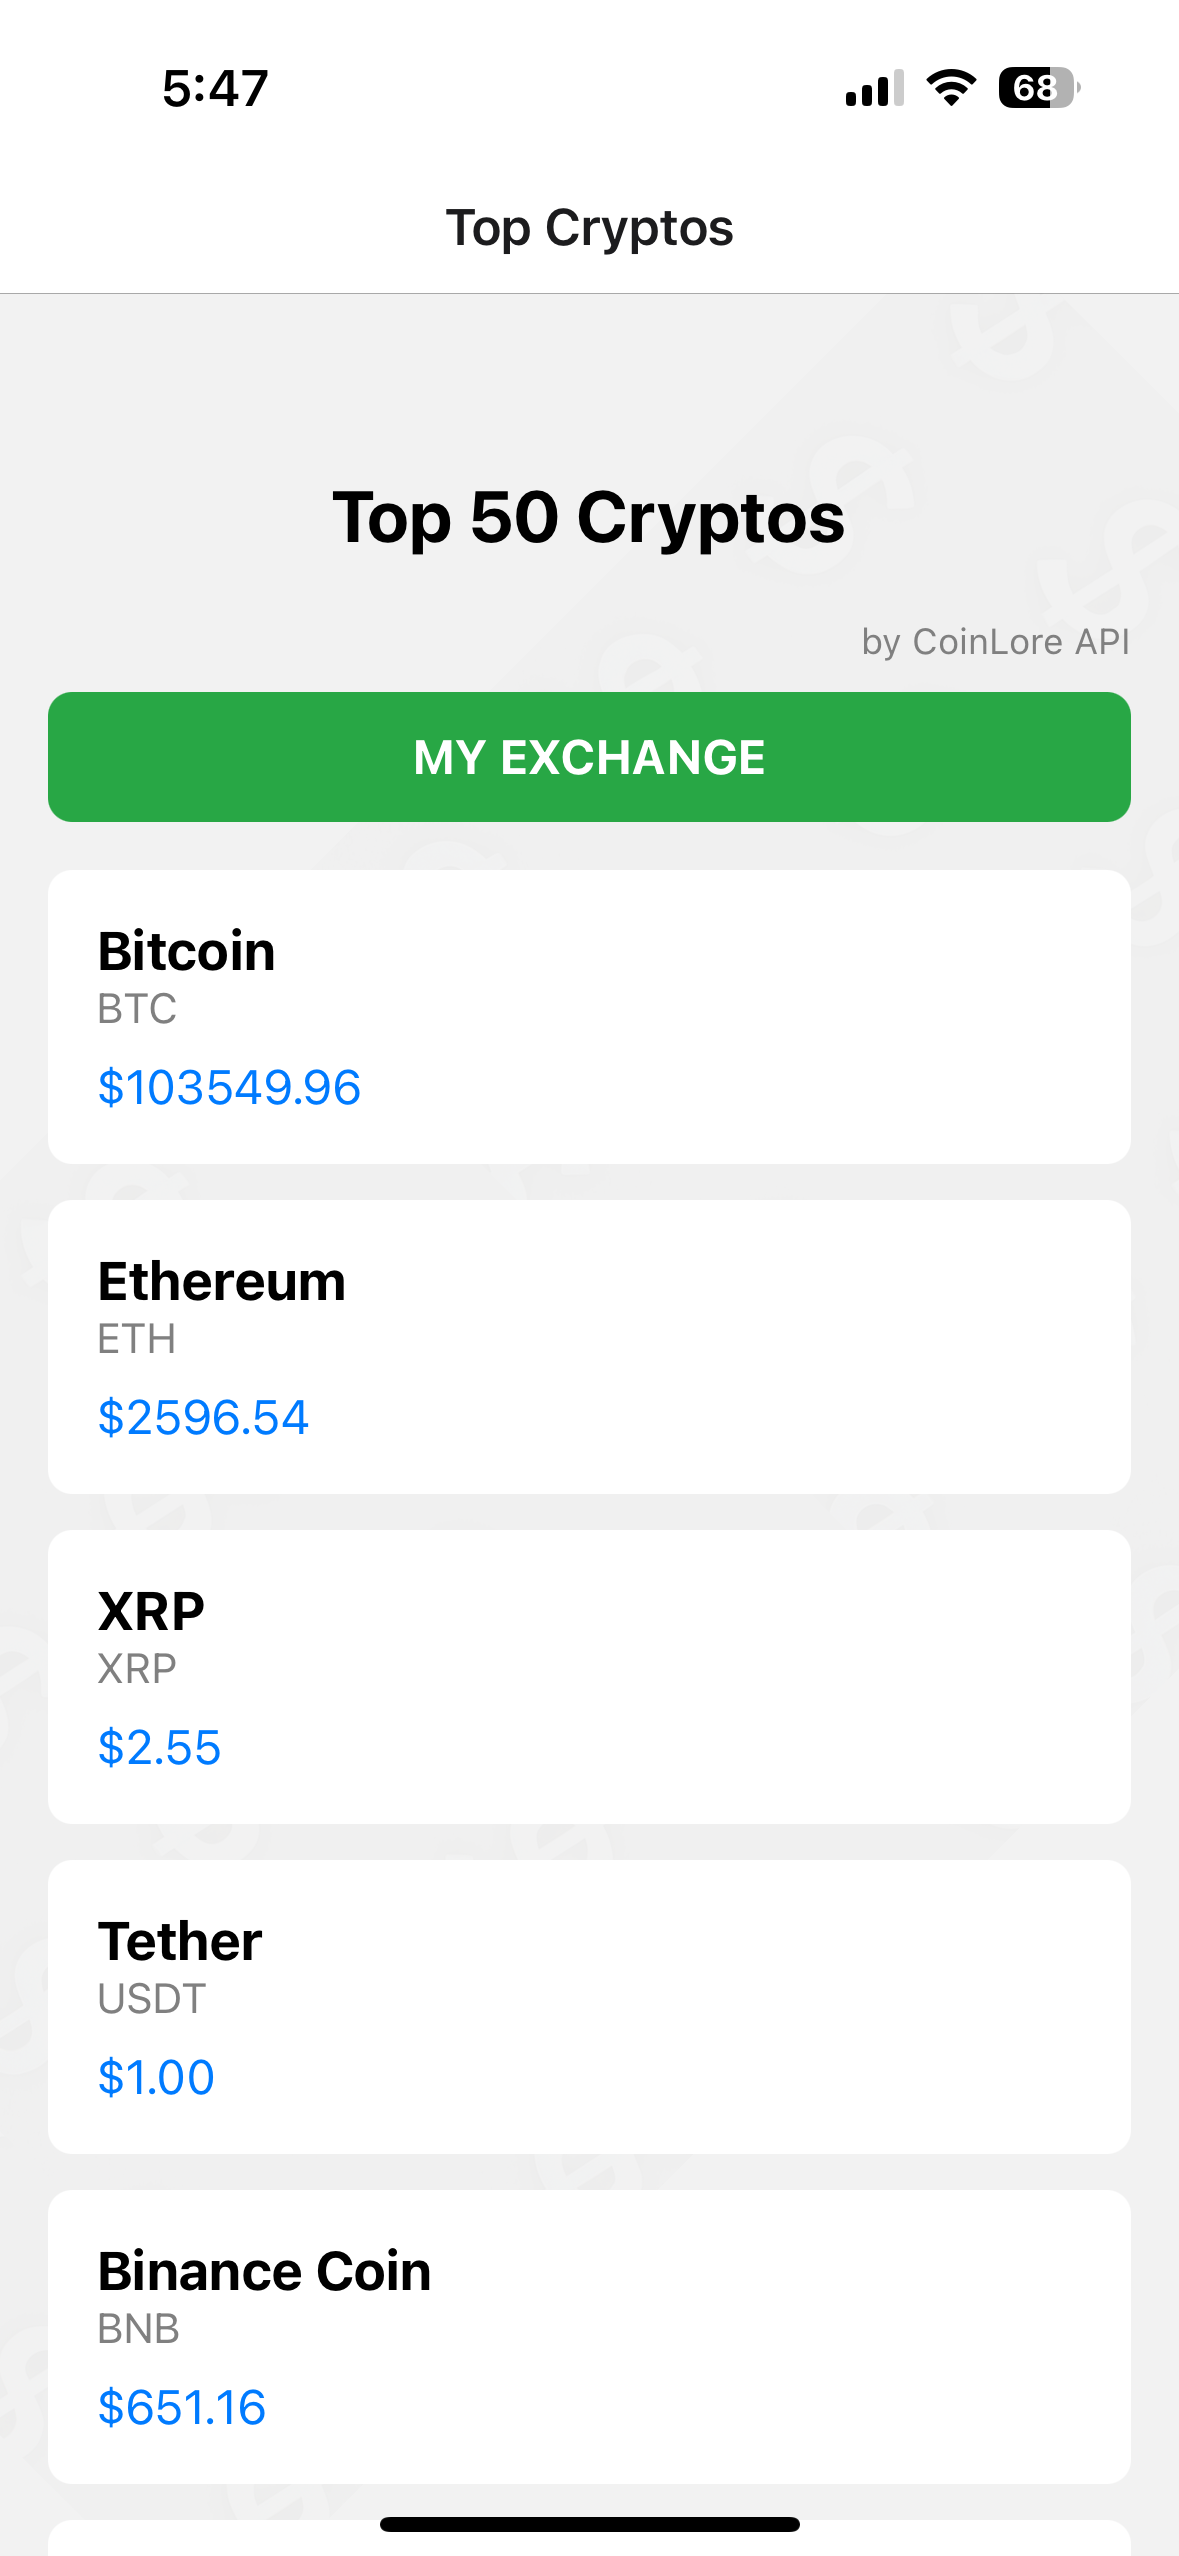 5:47
68
Top Cryptos
Top 50 Cryptos
by CoinLore API
MY EXCHANGE
Bitcoin
BTC
$103549.96
Ethereum
ETH
$2596.54
XRP
XRP
$2.55
Tether
USDT
$1.00
Binance Coin
BNB
$651.16